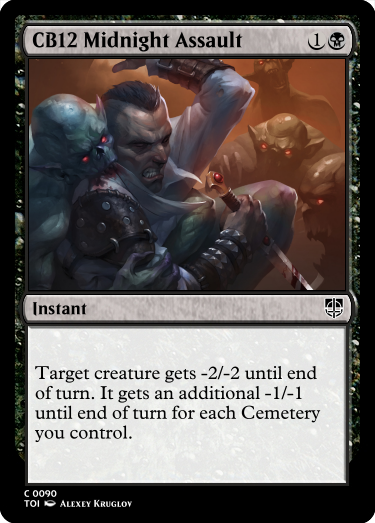 CB12 Midnight Assault 1
Instant
Target creature gets -2/-2 until end
of turn. It gets an additional -1/-1
until end of turn for each Cemetery
you control.
C 0090
TOI Alexey Kruglov